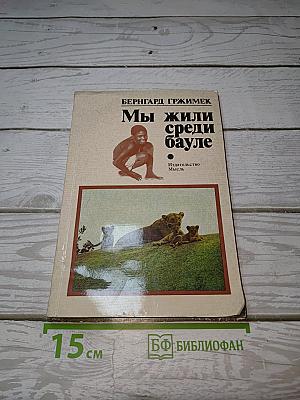 БЕРНГАРД ГРЖИМЕК
Мы жили
среди
бауле
Издательство
Мысль
15 см
БФ БИБЛИОФАН